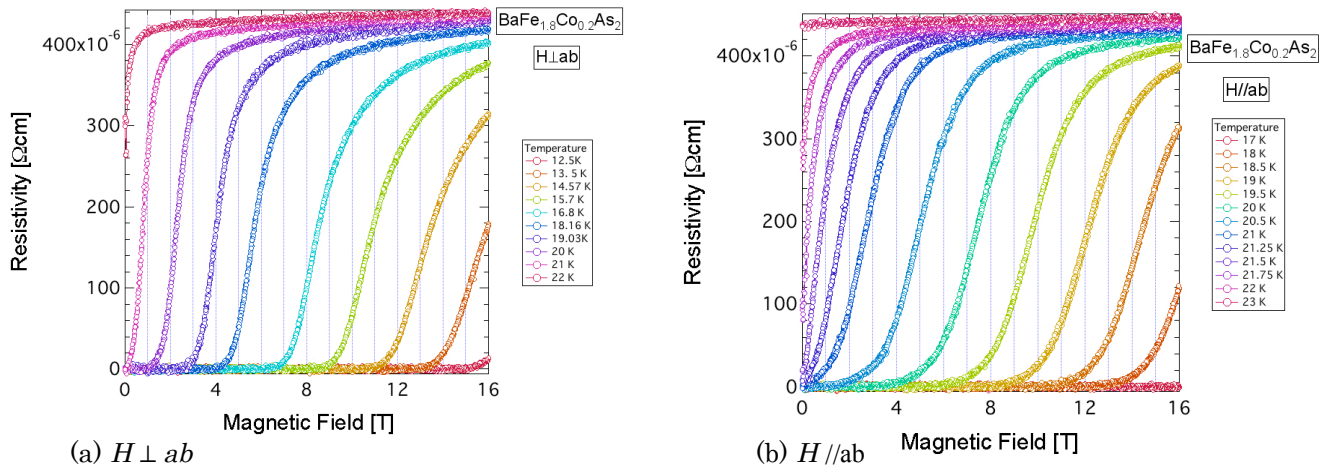 BaFe1.8Co0.2As2
H⊥ab
400x10-6
300
200
100
0
Resistivity [Ωcm]
Temperature
12.5K
13. 5 K
14.57 K
15.7 K
16.8 K
18.16 K
19.03K
20 K
21 K
22 K
0 4 8 12 16
Magnetic Field [T]
(a) H ⊥ ab
BaFe1.8Co0.2As2
H//ab
400x10-6
300
200
100
0
Resistivity [Ωcm]
Temperature
17 K
18 K
18.5 K
19 K
19.5 K
20 K
20.5 K
21 K
21.25 K
21.5 K
21.75 K
22 K
23 K
0 4 8 12 16
Magnetic Field [T]
(b) H //ab